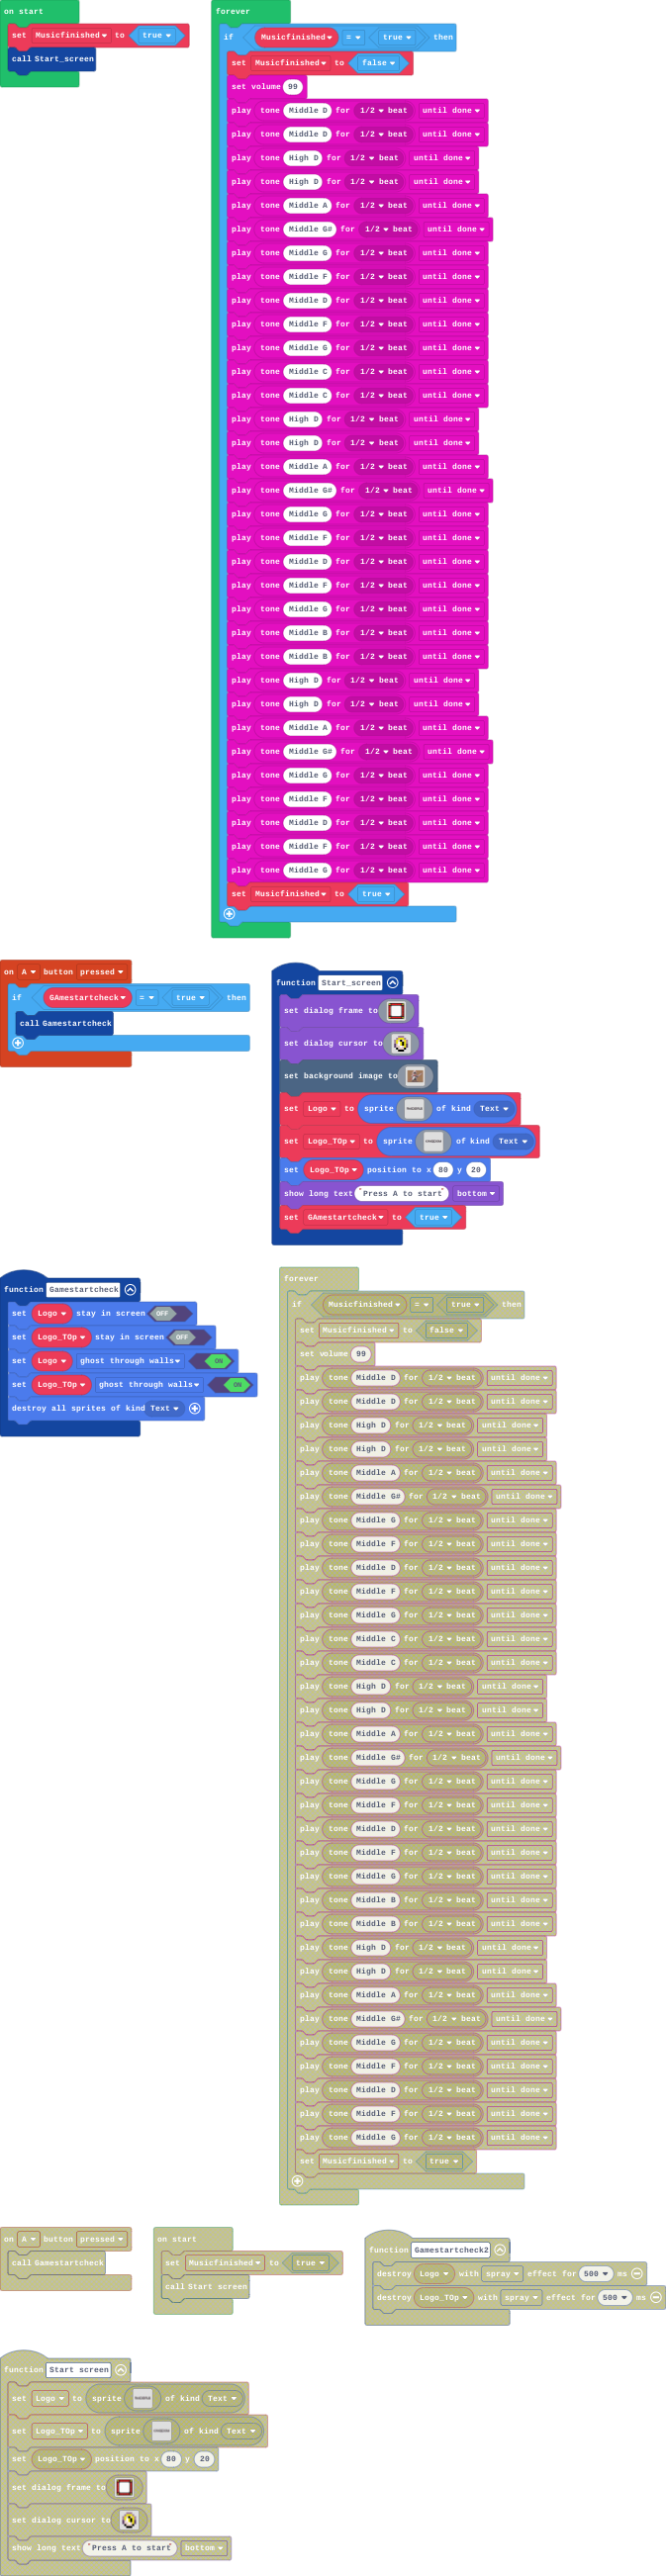 on start
set Musicfinished to true
call Start_screen
forever
if Musicfinished = true then
set Musicfinished to false
set volume 99
play tone Middle D for 1/2 beat until done
play tone Middle D for 1/2 beat until done
play tone High D for 1/2 beat until done
play tone High D for 1/2 beat until done
play tone Middle A for 1/2 beat until done
play tone Middle G# for 1/2 beat until done
play tone Middle G for 1/2 beat until done
play tone Middle F for 1/2 beat until done
play tone Middle D for 1/2 beat until done
play tone Middle F for 1/2 beat until done
play tone Middle G for 1/2 beat until done
play tone Middle C for 1/2 beat until done
play tone Middle C for 1/2 beat until done
play tone High D for 1/2 beat until done
play tone High D for 1/2 beat until done
play tone Middle A for 1/2 beat until done
play tone Middle G# for 1/2 beat until done
play tone Middle G for 1/2 beat until done
play tone Middle F for 1/2 beat until done
play tone Middle D for 1/2 beat until done
play tone Middle F for 1/2 beat until done
play tone Middle G for 1/2 beat until done
play tone Middle B for 1/2 beat until done
play tone Middle B for 1/2 beat until done
play tone High D for 1/2 beat until done
play tone High D for 1/2 beat until done
play tone Middle A for 1/2 beat until done
play tone Middle G# for 1/2 beat until done
play tone Middle G for 1/2 beat until done
play tone Middle F for 1/2 beat until done
play tone Middle D for 1/2 beat until done
play tone Middle F for 1/2 beat until done
play tone Middle G for 1/2 beat until done
set Musicfinished to true
on A button pressed
if GAmestartcheck = true then
call Gamestartcheck
function Start_screen
set dialog frame to
set dialog cursor to
set background image to
set Logo to sprite of kind Text
set Logo_TOp to sprite of kind Text
set Logo_TOp position to x 80 y 20
show long text "Press A to start" bottom
set GAmestartcheck to true
function Gamestartcheck
set Logo stay in screen OFF
set Logo_TOp stay in screen OFF
set Logo ghost through walls ON
set Logo_TOp ghost through walls ON
destroy all sprites of kind Text
forever
if Musicfinished = true then
set Musicfinished to false
set volume 99
play tone Middle D for 1/2 beat until done
play tone Middle D for 1/2 beat until done
play tone High D for 1/2 beat until done
play tone High D for 1/2 beat until done
play tone Middle A for 1/2 beat until done
play tone Middle G# for 1/2 beat until done
play tone Middle G for 1/2 beat until done
play tone Middle F for 1/2 beat until done
play tone Middle D for 1/2 beat until done
play tone Middle F for 1/2 beat until done
play tone Middle G for 1/2 beat until done
play tone Middle C for 1/2 beat until done
play tone Middle C for 1/2 beat until done
play tone High D for 1/2 beat until done
play tone High D for 1/2 beat until done
play tone Middle A for 1/2 beat until done
play tone Middle G# for 1/2 beat until done
play tone Middle G for 1/2 beat until done
play tone Middle F for 1/2 beat until done
play tone Middle D for 1/2 beat until done
play tone Middle F for 1/2 beat until done
play tone Middle G for 1/2 beat until done
play tone Middle B for 1/2 beat until done
play tone Middle B for 1/2 beat until done
play tone High D for 1/2 beat until done
play tone High D for 1/2 beat until done
play tone Middle A for 1/2 beat until done
play tone Middle G# for 1/2 beat until done
play tone Middle G for 1/2 beat until done
play tone Middle F for 1/2 beat until done
play tone Middle D for 1/2 beat until done
play tone Middle F for 1/2 beat until done
play tone Middle G for 1/2 beat until done
set Musicfinished to true
on A button pressed
call Gamestartcheck
on start
set Musicfinished to true
call Start screen
function Gamestartcheck2
destroy Logo with spray effect for 500 ms
destroy Logo_TOp with spray effect for 500 ms
function Start screen
set Logo to sprite of kind Text
set Logo_TOp to sprite of kind Text
set Logo_TOp position to x 80 y 20
set dialog frame to
set dialog cursor to
show long text "Press A to start" bottom